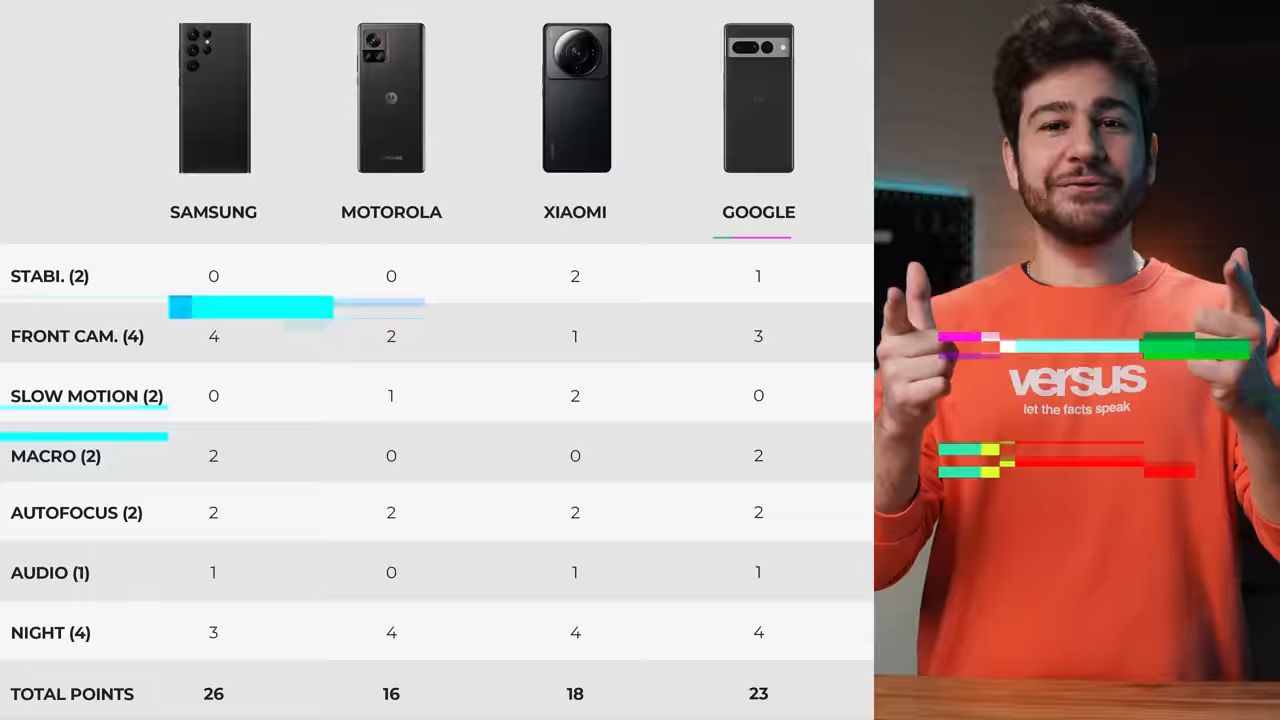 SAMSUNG MOTOROLA XIAOMI GOOGLE
STABI. (2) 0 0 2 1
FRONT CAM. (4) 4 2 1 3
SLOW MOTION (2) 0 1 2 0
MACRO (2) 2 0 0 2
AUTOFOCUS (2) 2 2 2 2
AUDIO (1) 1 0 1 1
NIGHT (4) 3 4 4 4
TOTAL POINTS 26 16 18 23
versus
let the facts speak